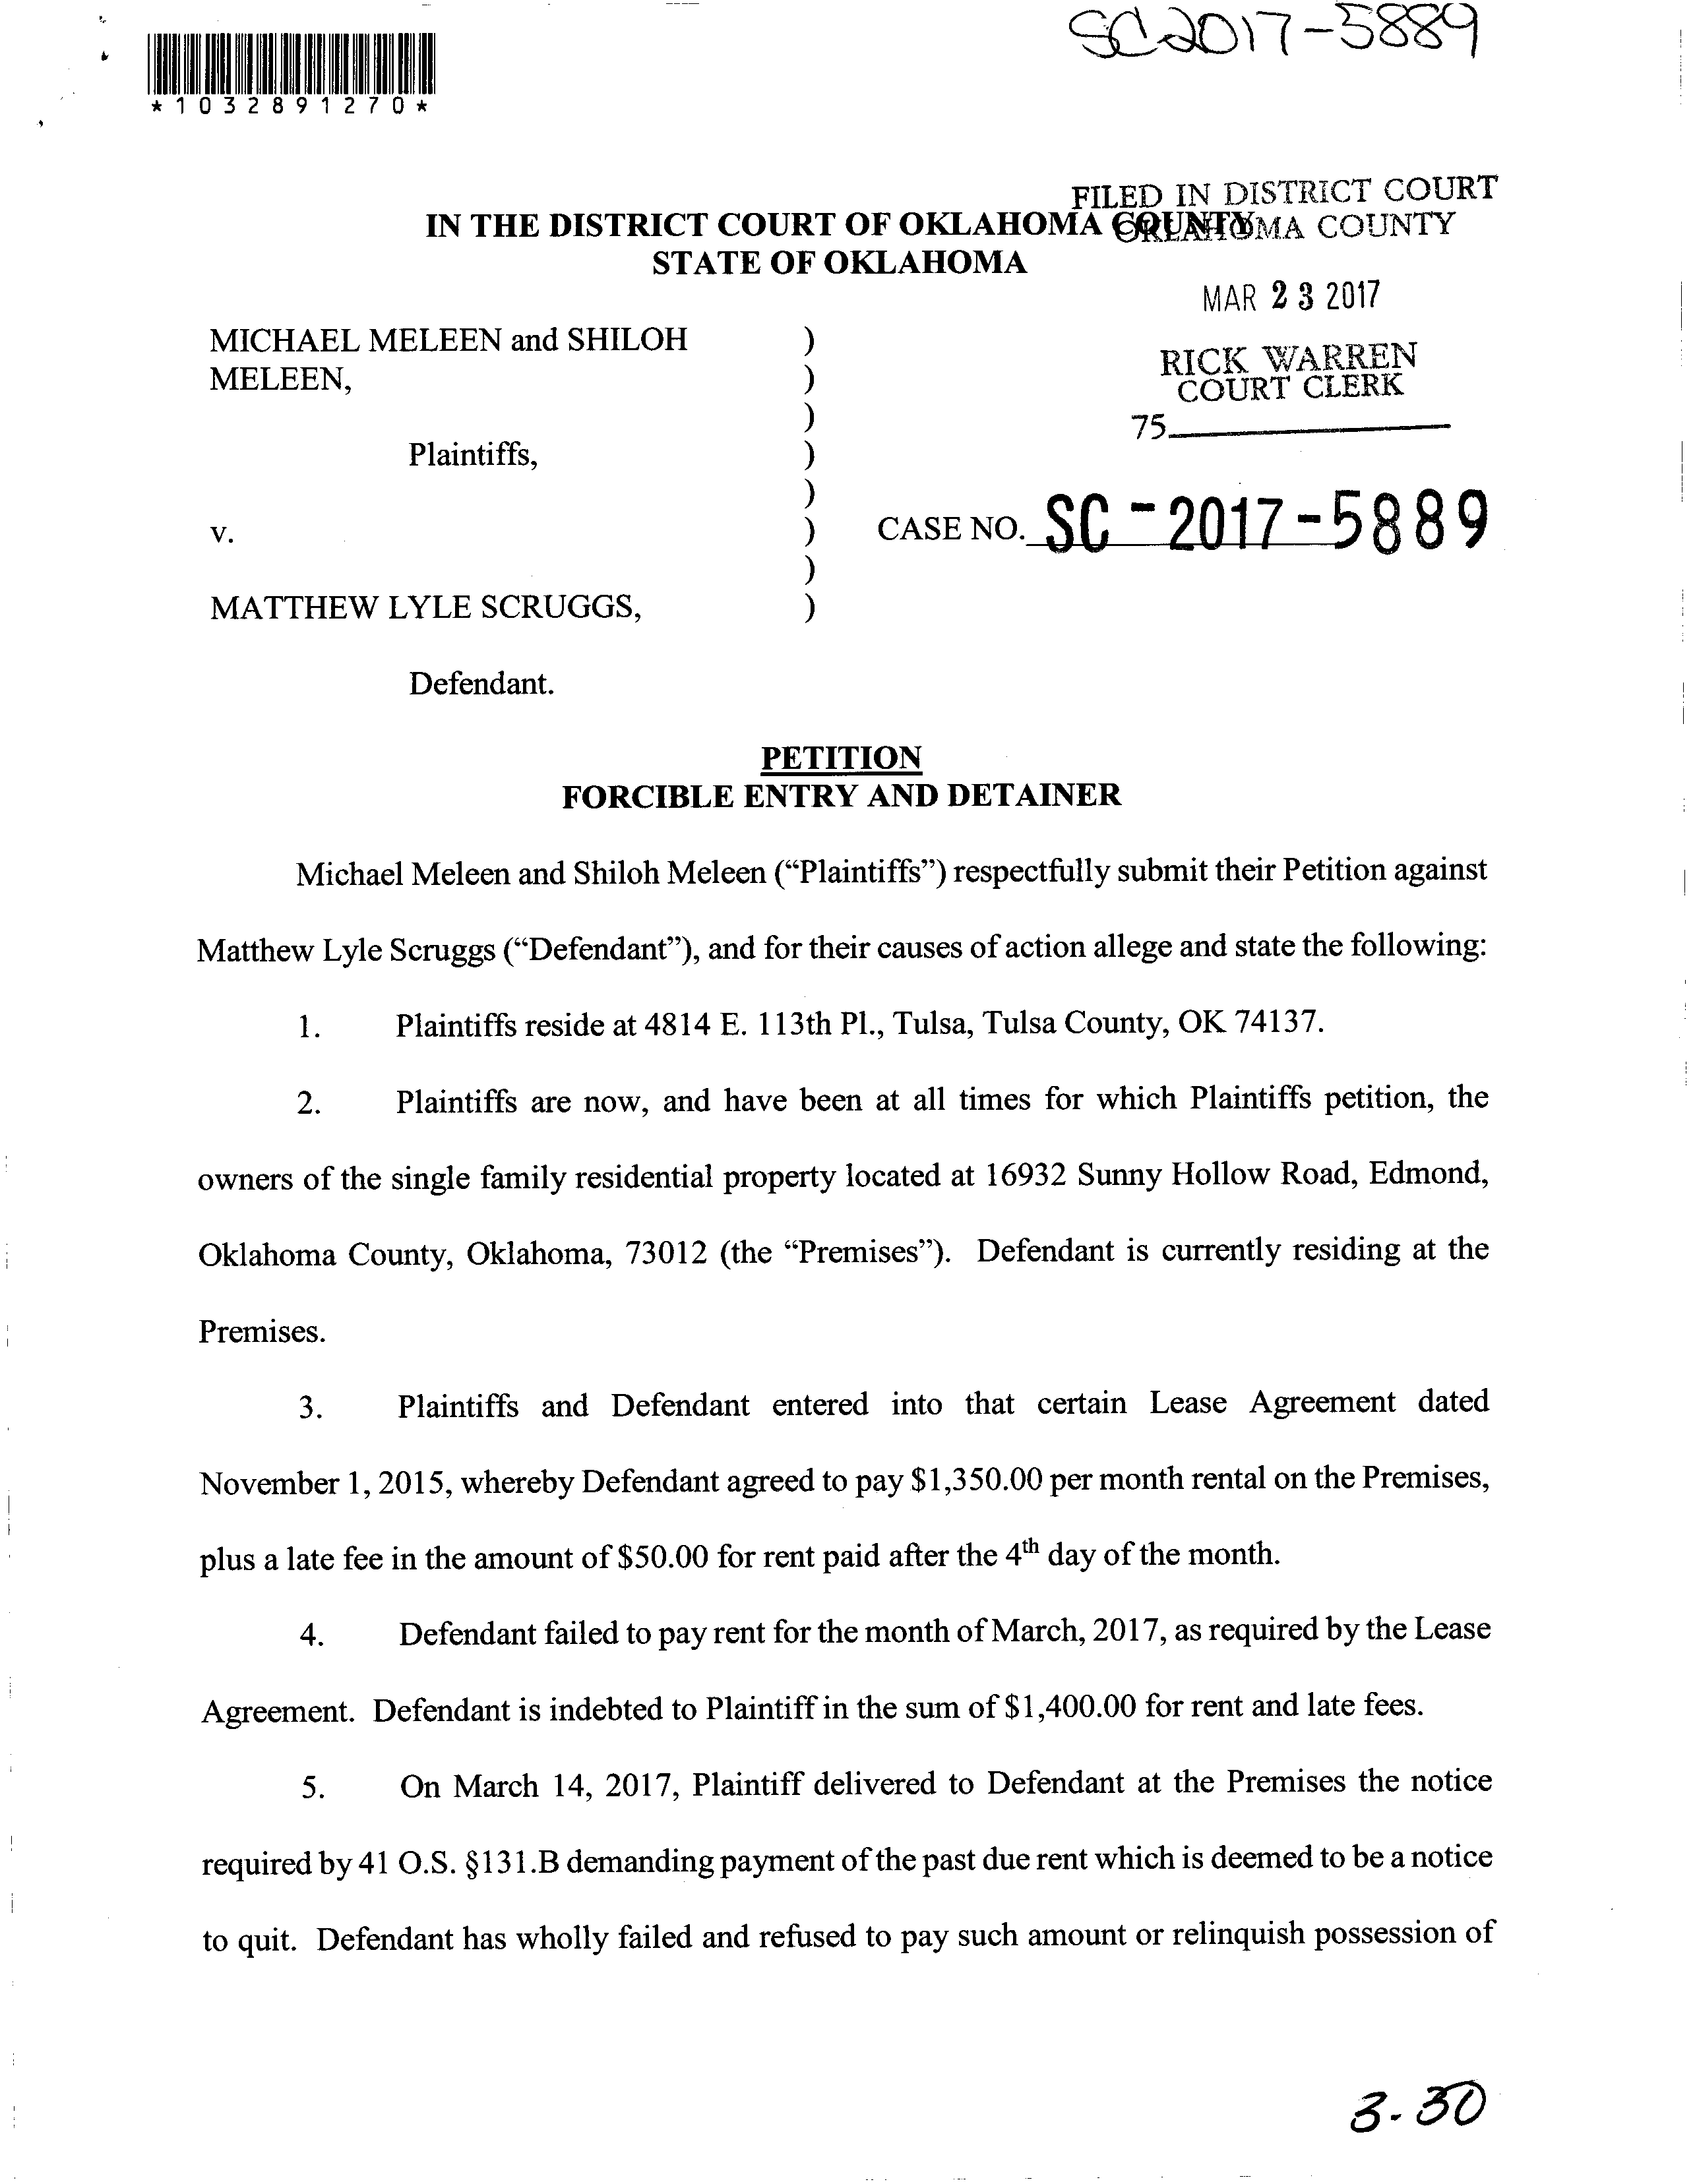 SC2017-5889
*1032891270*
FILED IN DISTRICT COURT
OKLAHOMA COUNTY
IN THE DISTRICT COURT OF OKLAHOMA COUNTY
STATE OF OKLAHOMA
MAR 23 2017
RICK WARREN
COURT CLERK
75
MICHAEL MELEEN and SHILOH )
MELEEN, )
)
Plaintiffs, )
)
v. ) CASE NO. SC-2017-5889
)
MATTHEW LYLE SCRUGGS, )
Defendant.
PETITION
FORCIBLE ENTRY AND DETAINER
Michael Meleen and Shiloh Meleen (“Plaintiffs”) respectfully submit their Petition against
Matthew Lyle Scruggs (“Defendant”), and for their causes of action allege and state the following:
1. Plaintiffs reside at 4814 E. 113th Pl., Tulsa, Tulsa County, OK 74137.
2. Plaintiffs are now, and have been at all times for which Plaintiffs petition, the
owners of the single family residential property located at 16932 Sunny Hollow Road, Edmond,
Oklahoma County, Oklahoma, 73012 (the “Premises”). Defendant is currently residing at the
Premises.
3. Plaintiffs and Defendant entered into that certain Lease Agreement dated
November 1, 2015, whereby Defendant agreed to pay $1,350.00 per month rental on the Premises,
plus a late fee in the amount of $50.00 for rent paid after the 4th day of the month.
4. Defendant failed to pay rent for the month of March, 2017, as required by the Lease
Agreement. Defendant is indebted to Plaintiff in the sum of $1,400.00 for rent and late fees.
5. On March 14, 2017, Plaintiff delivered to Defendant at the Premises the notice
required by 41 O.S. §131.B demanding payment of the past due rent which is deemed to be a notice
to quit. Defendant has wholly failed and refused to pay such amount or relinquish possession of
3-30